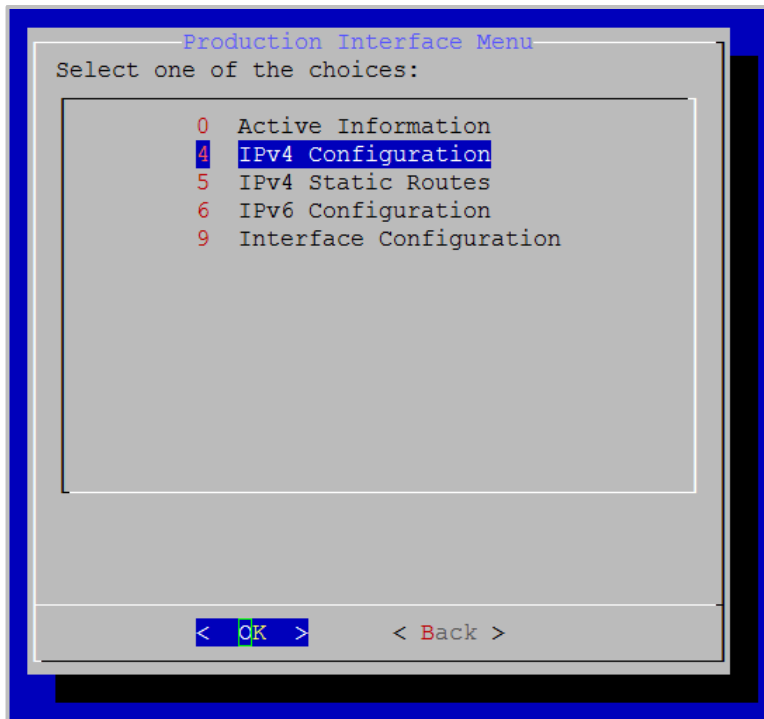 Production Interface Menu
Select one of the choices:
0 Active Information
4 IPv4 Configuration
5 IPv4 Static Routes
6 IPv6 Configuration
9 Interface Configuration
< OK > < Back >